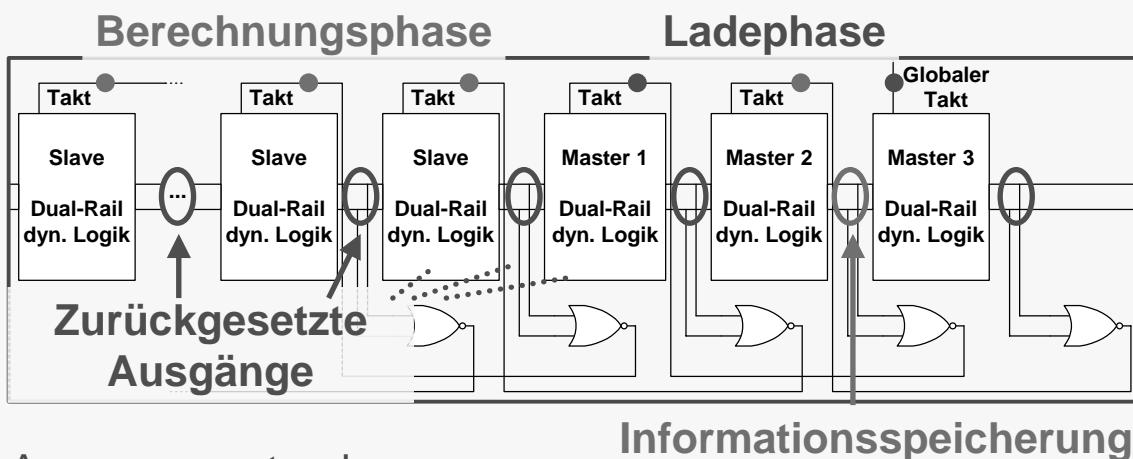 Berechnungsphase Ladephase
Takt Takt Takt Takt Takt Globaler
Takt
Slave Slave Slave Master 1 Master 2 Master 3
...
Dual-Rail Dual-Rail Dual-Rail Dual-Rail Dual-Rail Dual-Rail
dyn. Logik dyn. Logik dyn. Logik dyn. Logik dyn. Logik dyn. Logik
Zurückgesetzte
Ausgänge
Informationsspeicherung